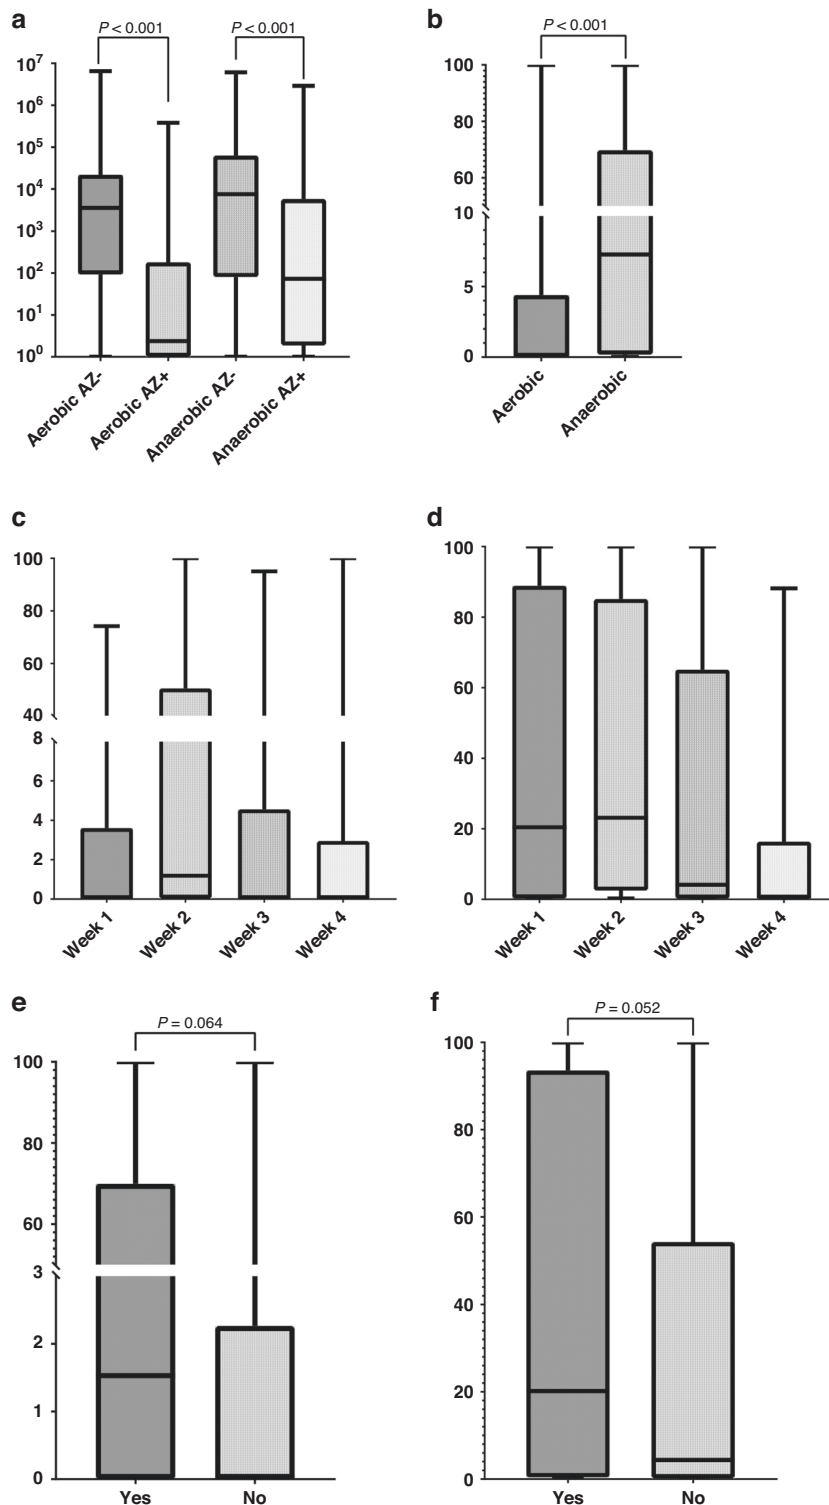 a
P < 0.001 P < 0.001
10⁷
10⁶
10⁵
10⁴
10³
10²
10¹
10⁰
Aerobic AZ- Aerobic AZ+ Anaerobic AZ- Anaerobic AZ+
b
P < 0.001
100
80
60
10
5
0
Aerobic Anaerobic
c
100
80
60
40
8
6
4
2
0
Week 1 Week 2 Week 3 Week 4
d
100
80
60
40
20
0
Week 1 Week 2 Week 3 Week 4
e
P = 0.064
100
80
60
3
2
1
0
Yes No
f
P = 0.052
100
80
60
40
20
0
Yes No